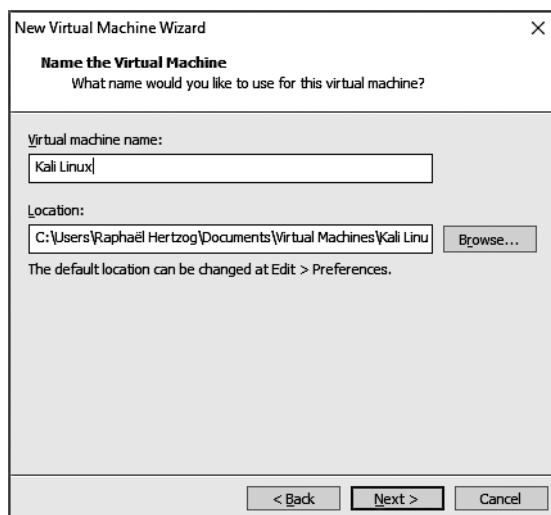 New Virtual Machine Wizard
Name the Virtual Machine
What name would you like to use for this virtual machine?
Virtual machine name:
Kali Linux
Location:
C:\Users\Raphaël Hertzog\Documents\Virtual Machines\Kali Linu
Browse...
The default location can be changed at Edit > Preferences.
< Back Next > Cancel